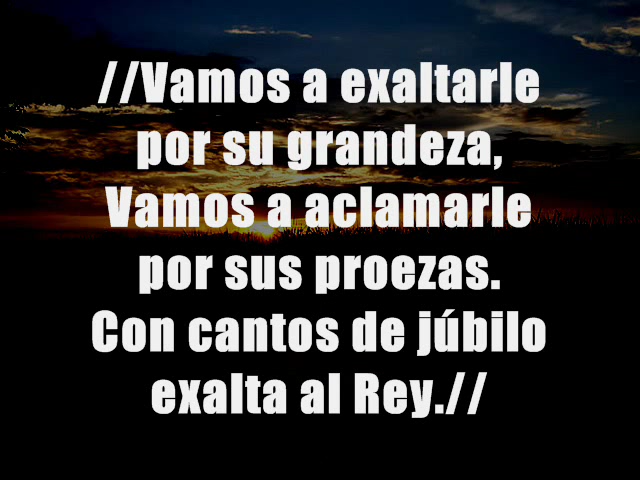 //Vamos a exaltarle
por su grandeza,
Vamos a aclamarle
por sus proezas.
Con cantos de júbilo
exalta al Rey.//